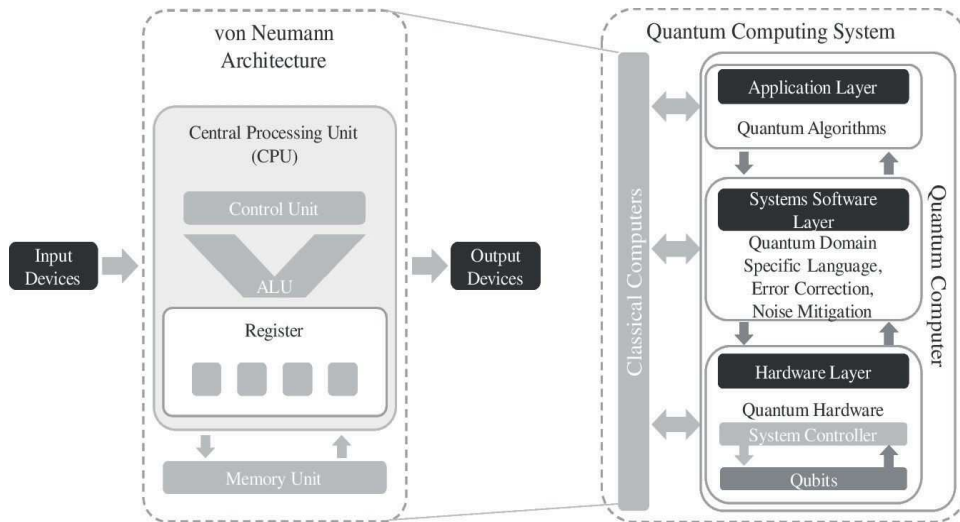 von Neumann
Architecture
Central Processing Unit
(CPU)
Control Unit
ALU
Register
Memory Unit
Input
Devices
Output
Devices
Quantum Computing System
Classical Computers
Application Layer
Quantum Algorithms
Systems Software
Layer
Quantum Domain
Specific Language,
Error Correction,
Noise Mitigation
Hardware Layer
Quantum Hardware
System Controller
Qubits
Quantum Computer